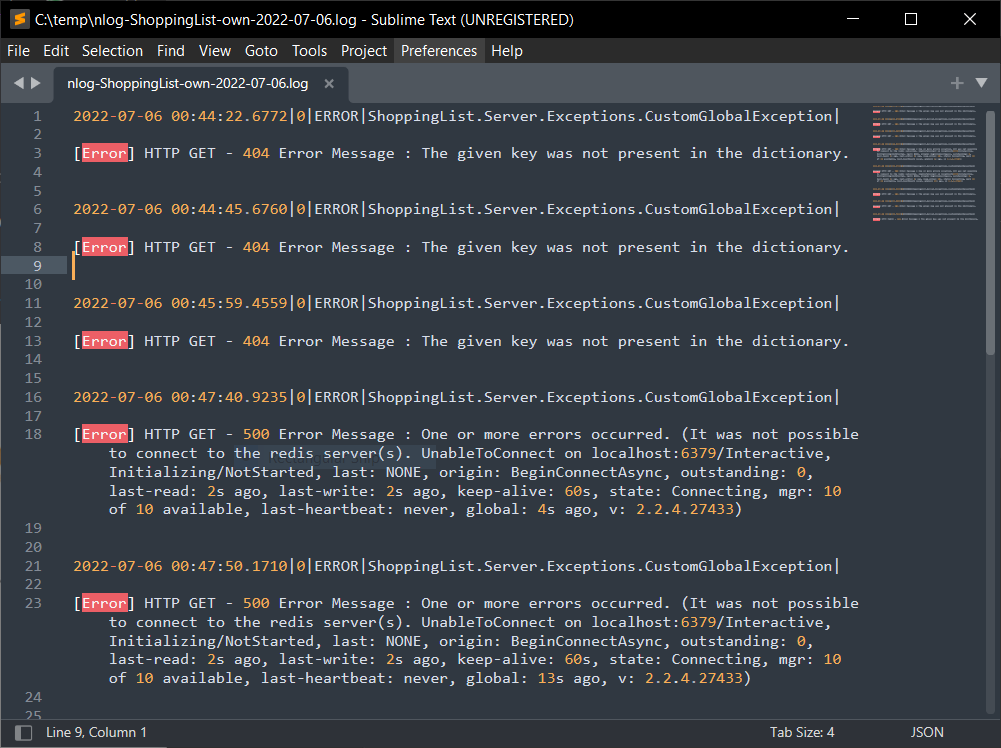 C:\temp\nlog-ShoppingList-own-2022-07-06.log - Sublime Text (UNREGISTERED)
File Edit Selection Find View Goto Tools Project Preferences Help
nlog-ShoppingList-own-2022-07-06.log
1 2022-07-06 00:44:22.6772|0|ERROR|ShoppingList.Server.Exceptions.CustomGlobalException|
2
3 [Error] HTTP GET - 404 Error Message : The given key was not present in the dictionary.
4
5
6 2022-07-06 00:44:45.6760|0|ERROR|ShoppingList.Server.Exceptions.CustomGlobalException|
7
8 [Error] HTTP GET - 404 Error Message : The given key was not present in the dictionary.
9
10
11 2022-07-06 00:45:59.4559|0|ERROR|ShoppingList.Server.Exceptions.CustomGlobalException|
12
13 [Error] HTTP GET - 404 Error Message : The given key was not present in the dictionary.
14
15
16 2022-07-06 00:47:40.9235|0|ERROR|ShoppingList.Server.Exceptions.CustomGlobalException|
17
18 [Error] HTTP GET - 500 Error Message : One or more errors occurred. (It was not possible
to connect to the redis server(s). UnableToConnect on localhost:6379/Interactive,
Initializing/NotStarted, last: NONE, origin: BeginConnectAsync, outstanding: 0,
last-read: 2s ago, last-write: 2s ago, keep-alive: 60s, state: Connecting, mgr: 10
of 10 available, last-heartbeat: never, global: 4s ago, v: 2.2.4.27433)
19
20
21 2022-07-06 00:47:50.1710|0|ERROR|ShoppingList.Server.Exceptions.CustomGlobalException|
22
23 [Error] HTTP GET - 500 Error Message : One or more errors occurred. (It was not possible
to connect to the redis server(s). UnableToConnect on localhost:6379/Interactive,
Initializing/NotStarted, last: NONE, origin: BeginConnectAsync, outstanding: 0,
last-read: 2s ago, last-write: 2s ago, keep-alive: 60s, state: Connecting, mgr: 10
of 10 available, last-heartbeat: never, global: 13s ago, v: 2.2.4.27433)
24
25
Line 9, Column 1 Tab Size: 4 JSON